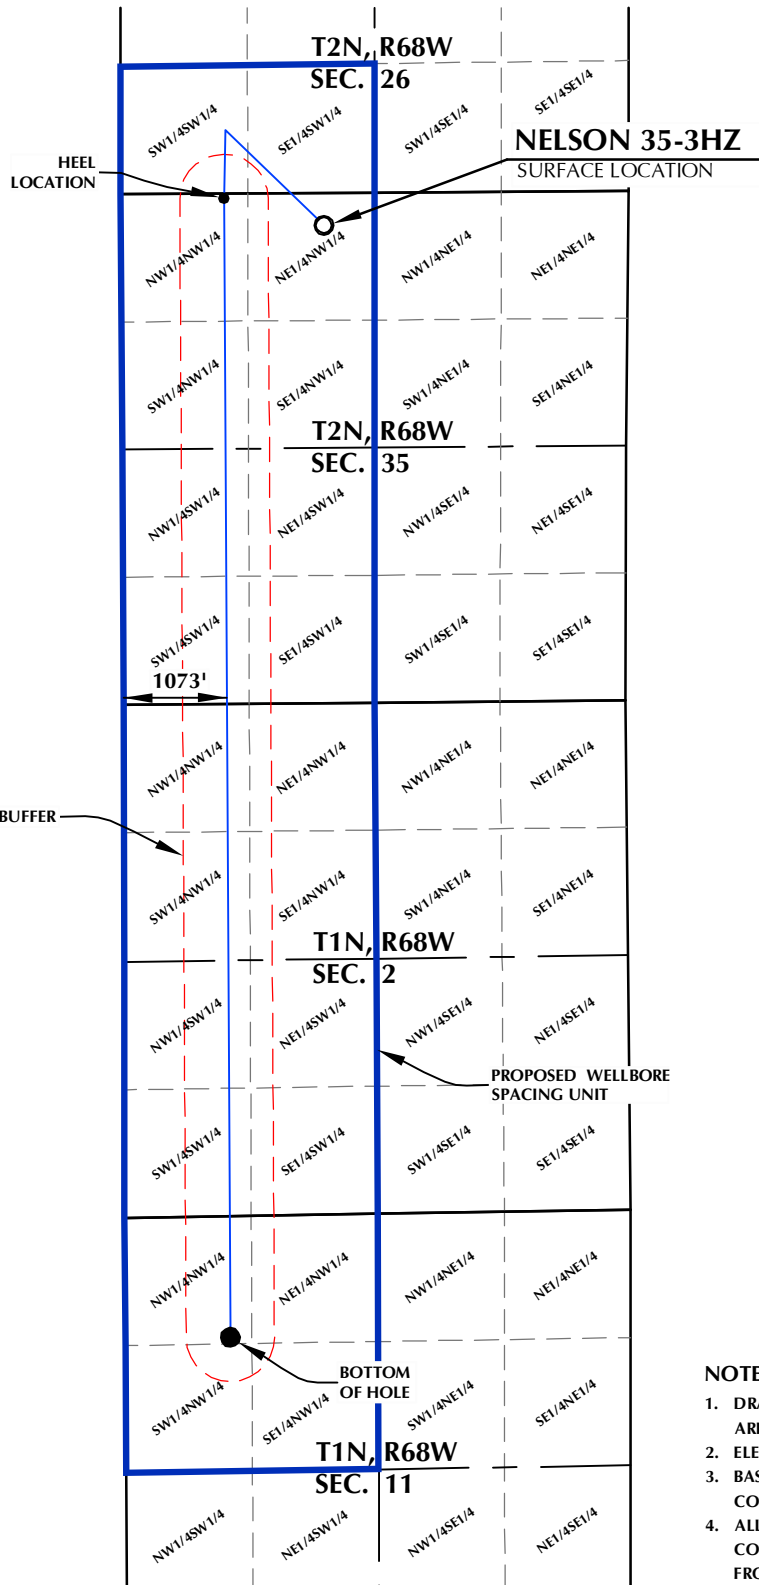 T2N, R68W
SEC. 26
SW1/4SW1/4
SE1/4SW1/4
SW1/4SE1/4
SE1/4SE1/4
NELSON 35-3HZ
SURFACE LOCATION
HEEL
LOCATION
NW1/4NW1/4
NE1/4NW1/4
NW1/4NE1/4
NE1/4NE1/4
SW1/4NW1/4
SE1/4NW1/4
SW1/4NE1/4
SE1/4NE1/4
T2N, R68W
SEC. 35
NW1/4SW1/4
NE1/4SW1/4
NW1/4SE1/4
NE1/4SE1/4
SW1/4SW1/4
SE1/4SW1/4
SW1/4SE1/4
SE1/4SE1/4
1073'
NW1/4NW1/4
NE1/4NW1/4
NW1/4NE1/4
NE1/4NE1/4
BUFFER
SW1/4NW1/4
SE1/4NW1/4
SW1/4NE1/4
SE1/4NE1/4
T1N, R68W
SEC. 2
NW1/4SW1/4
NE1/4SW1/4
NW1/4SE1/4
NE1/4SE1/4
PROPOSED WELLBORE
SPACING UNIT
SW1/4SW1/4
SE1/4SW1/4
SW1/4SE1/4
SE1/4SE1/4
NW1/4NW1/4
NE1/4NW1/4
NW1/4NE1/4
NE1/4NE1/4
BOTTOM
OF HOLE
SW1/4NW1/4
SE1/4NW1/4
SW1/4NE1/4
SE1/4NE1/4
T1N, R68W
SEC. 11
NW1/4SW1/4
NE1/4SW1/4
NW1/4SE1/4
NE1/4SE1/4
NOTE
1. DRA
ARE
2. ELE
3. BAS
CO
4. ALL
CO
FRO